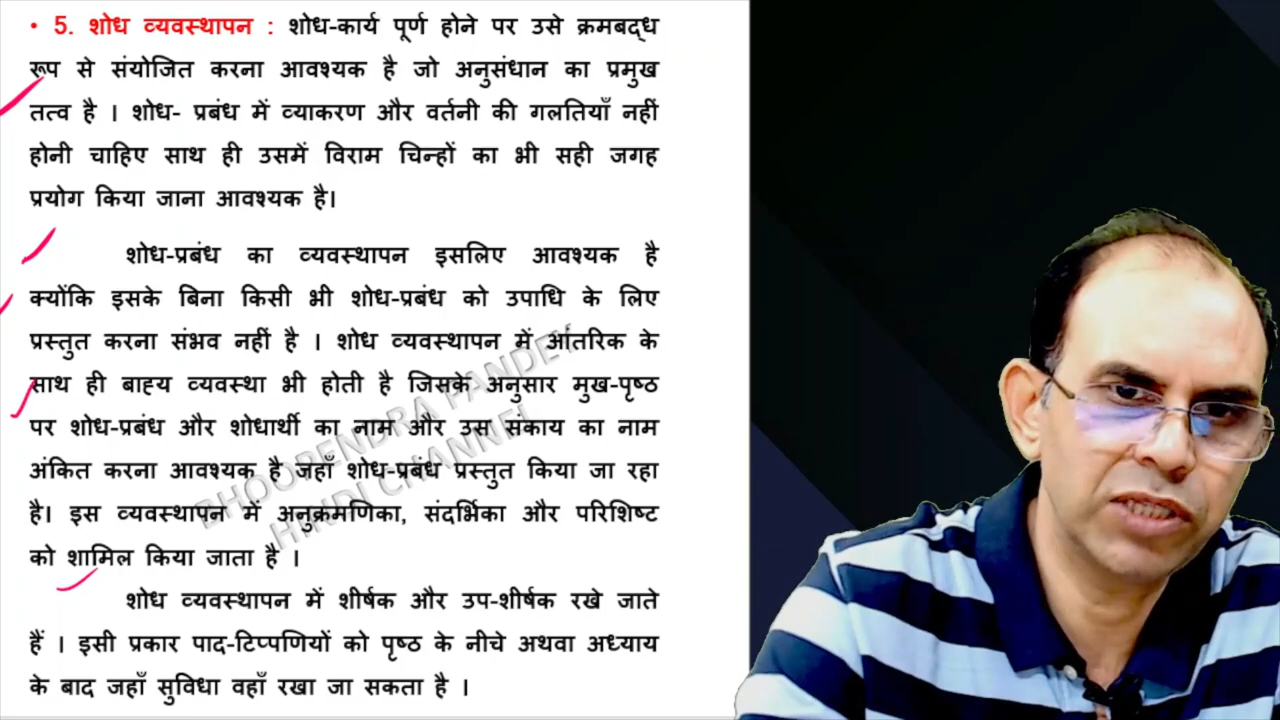 • 5. शोध व्यवस्थापन : शोध-कार्य पूर्ण होने पर उसे क्रमबद्ध
रूप से संयोजित करना आवश्यक है जो अनुसंधान का प्रमुख
तत्व है । शोध- प्रबंध में व्याकरण और वर्तनी की गलतियाँ नहीं
होनी चाहिए साथ ही उसमें विराम चिन्हों का भी सही जगह
प्रयोग किया जाना आवश्यक है।
शोध-प्रबंध का व्यवस्थापन इसलिए आवश्यक है
क्योंकि इसके बिना किसी भी शोध-प्रबंध को उपाधि के लिए
प्रस्तुत करना संभव नहीं है । शोध व्यवस्थापन में आंतरिक के
साथ ही बाह्य व्यवस्था भी होती है जिसके अनुसार मुख-पृष्ठ
पर शोध-प्रबंध और शोधार्थी का नाम और उस संकाय का नाम
अंकित करना आवश्यक है जहाँ शोध-प्रबंध प्रस्तुत किया जा रहा
है। इस व्यवस्थापन में अनुक्रमणिका, संदर्भिका और परिशिष्ट
को शामिल किया जाता है ।
शोध व्यवस्थापन में शीर्षक और उप-शीर्षक रखे जाते
हैं । इसी प्रकार पाद-टिप्पणियों को पृष्ठ के नीचे अथवा अध्याय
के बाद जहाँ सुविधा वहाँ रखा जा सकता है ।
BHOOPENDRA PANDEY
HINDI CHANNEL